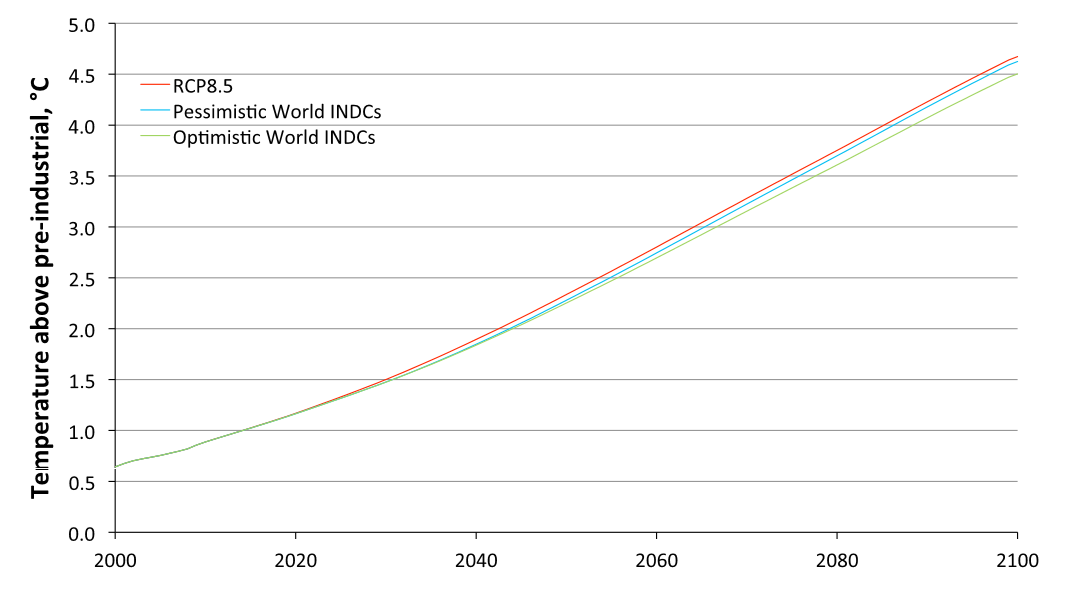 Temperature above pre-industrial, °C
5.0
4.5
4.0
3.5
3.0
2.5
2.0
1.5
1.0
0.5
0.0
RCP8.5
Pessimistic World INDCs
Optimistic World INDCs
2000 2020 2040 2060 2080 2100